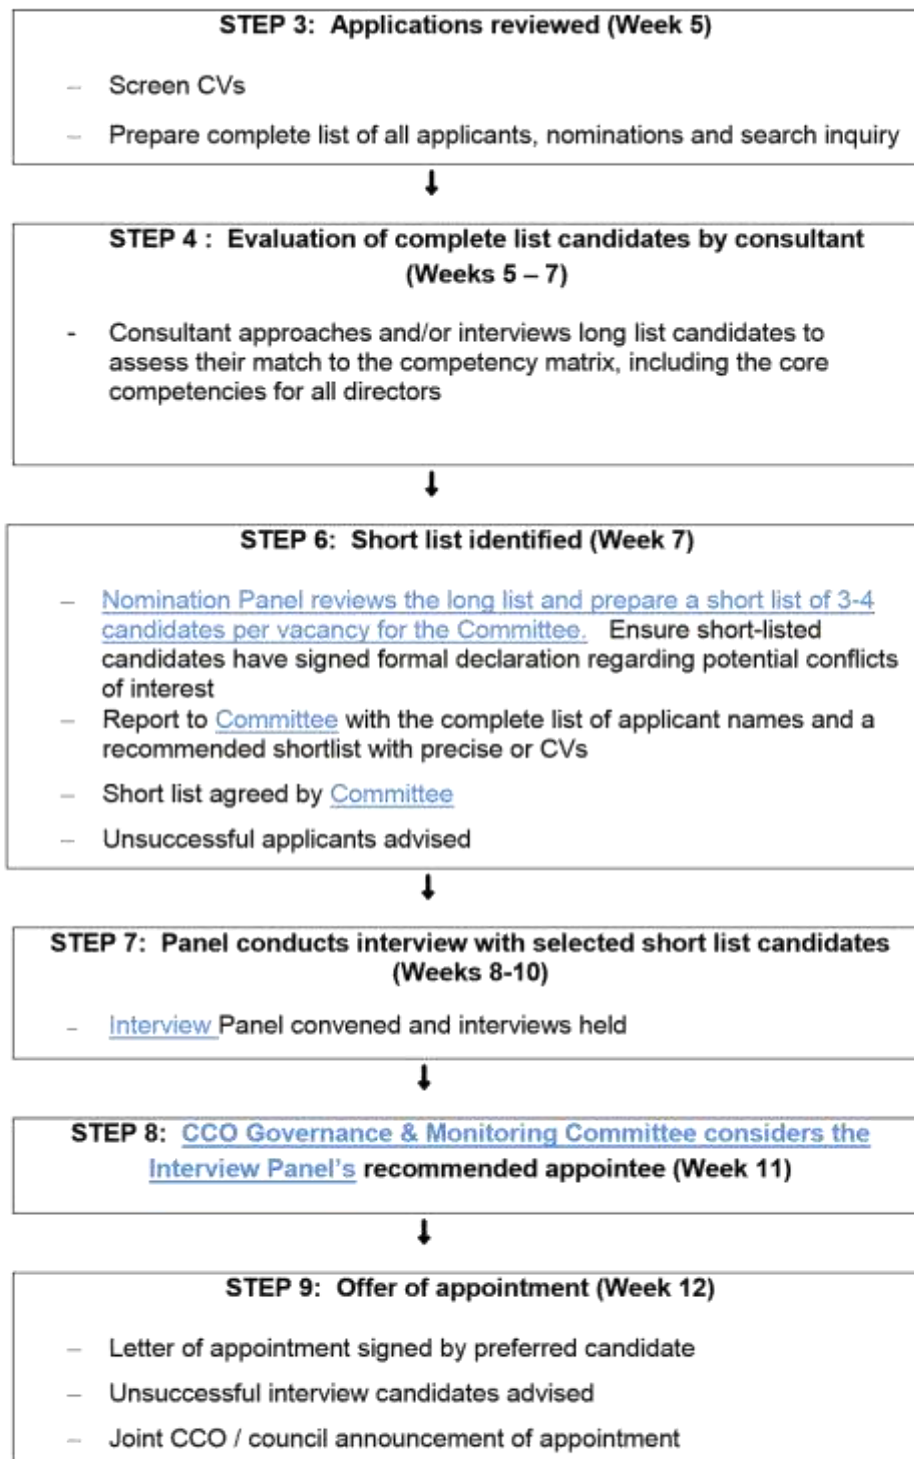 STEP 3: Applications reviewed (Week 5)
– Screen CVs
– Prepare complete list of all applicants, nominations and search inquiry
STEP 4 : Evaluation of complete list candidates by consultant
(Weeks 5 – 7)
- Consultant approaches and/or interviews long list candidates to
assess their match to the competency matrix, including the core
competencies for all directors
STEP 6: Short list identified (Week 7)
– Nomination Panel reviews the long list and prepare a short list of 3-4
candidates per vacancy for the Committee. Ensure short-listed
candidates have signed formal declaration regarding potential conflicts
of interest
– Report to Committee with the complete list of applicant names and a
recommended shortlist with precise or CVs
– Short list agreed by Committee
– Unsuccessful applicants advised
STEP 7: Panel conducts interview with selected short list candidates
(Weeks 8-10)
– Interview Panel convened and interviews held
STEP 8: CCO Governance & Monitoring Committee considers the
Interview Panel's recommended appointee (Week 11)
STEP 9: Offer of appointment (Week 12)
– Letter of appointment signed by preferred candidate
– Unsuccessful interview candidates advised
– Joint CCO / council announcement of appointment